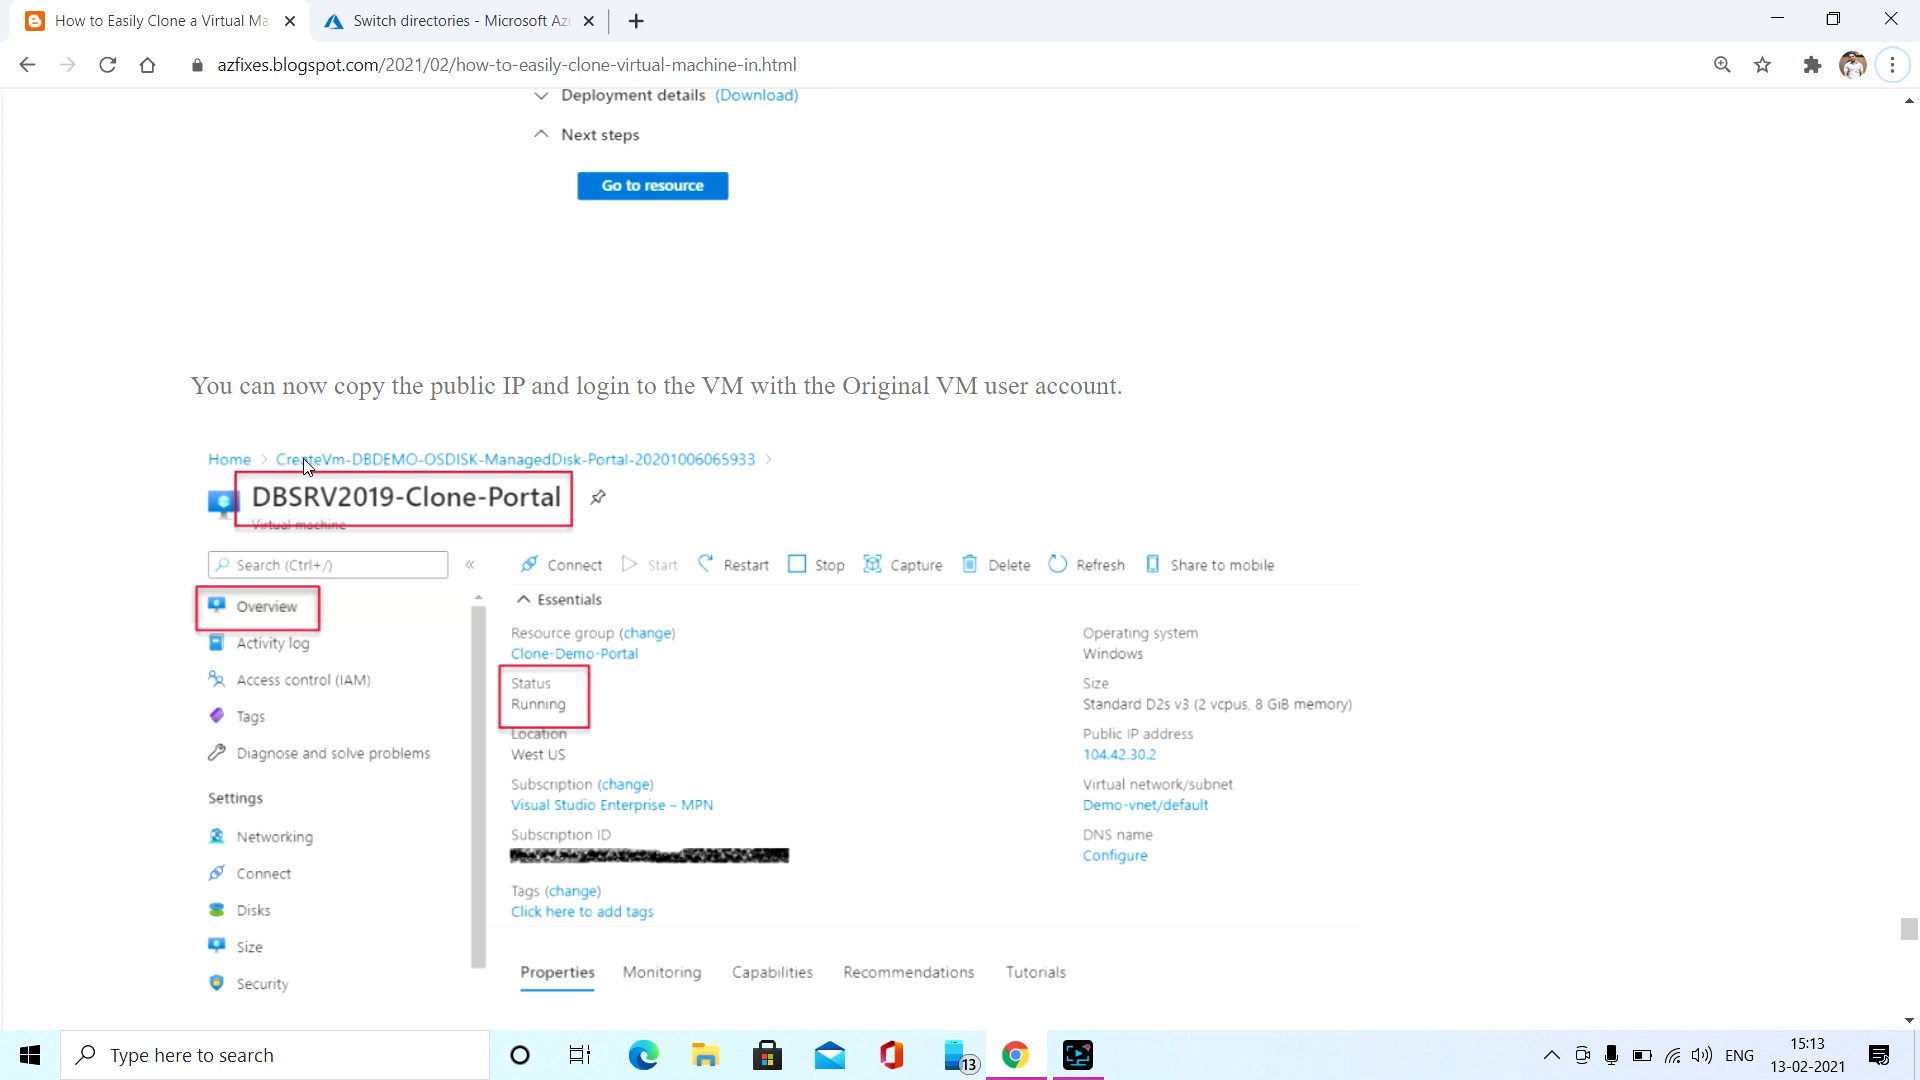 How to Easily Clone a Virtual Ma
Switch directories - Microsoft Az
azfixes.blogspot.com/2021/02/how-to-easily-clone-virtual-machine-in.html
Deployment details (Download)
Next steps
Go to resource
You can now copy the public IP and login to the VM with the Original VM user account.
Home > CreateVm-DBDEMO-OSDISK-ManagedDisk-Portal-20201006065933 >
DBSRV2019-Clone-Portal
Virtual machine
Search (Ctrl+/)
«
Connect Start Restart Stop Capture Delete Refresh Share to mobile
Overview
Activity log
Access control (IAM)
Tags
Diagnose and solve problems
Settings
Networking
Connect
Disks
Size
Security
Essentials
Resource group (change)
Clone-Demo-Portal
Status
Running
Location
West US
Subscription (change)
Visual Studio Enterprise – MPN
Subscription ID
Tags (change)
Click here to add tags
Operating system
Windows
Size
Standard D2s v3 (2 vcpus, 8 GiB memory)
Public IP address
104.42.30.2
Virtual network/subnet
Demo-vnet/default
DNS name
Configure
Properties Monitoring Capabilities Recommendations Tutorials
Type here to search
13
ENG
15:13
13-02-2021